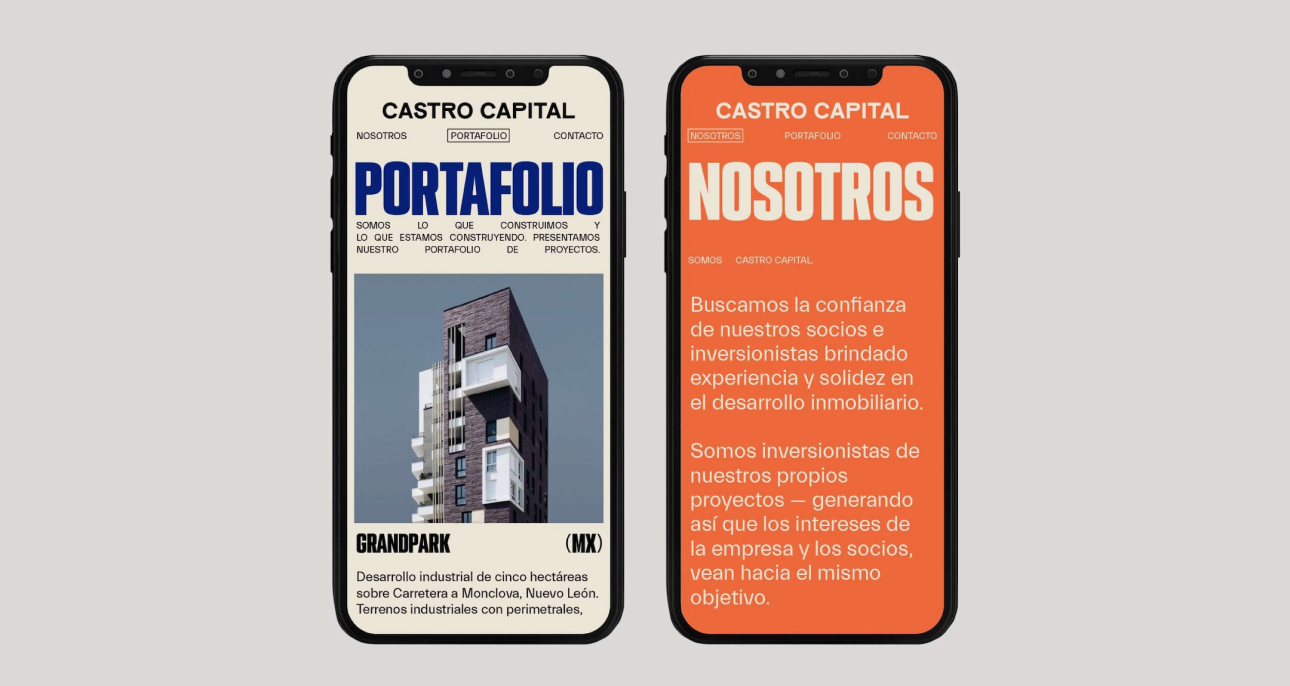 CASTRO CAPITAL
NOSOTROS PORTAFOLIO CONTACTO
PORTAFOLIO
SOMOS LO QUE CONSTRUIMOS Y
LO QUE ESTAMOS CONSTRUYENDO. PRESENTAMOS
NUESTRO PORTAFOLIO DE PROYECTOS.
GRANDPARK (MX)
Desarrollo industrial de cinco hectáreas
sobre Carretera a Monclova, Nuevo León.
Terrenos industriales con perimetrales,
CASTRO CAPITAL
NOSOTROS PORTAFOLIO CONTACTO
NOSOTROS
SOMOS CASTRO CAPITAL.
Buscamos la confianza
de nuestros socios e
inversionistas brindado
experiencia y solidez en
el desarrollo inmobiliario.
Somos inversionistas de
nuestros propios
proyectos — generando
así que los intereses de
la empresa y los socios,
vean hacia el mismo
objetivo.